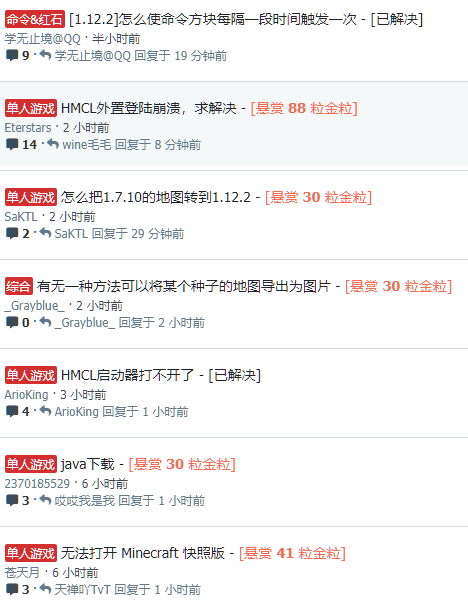 命令&红石 [1.12.2]怎么使命令方块每隔一段时间触发一次 - [已解决]
学无止境@QQ · 半小时前
9 · 学无止境@QQ 回复于 19 分钟前
单人游戏 HMCL外置登陆崩溃，求解决 - [悬赏 88 粒金粒]
Eterstars · 2 小时前
14 · wine毛毛 回复于 8 分钟前
单人游戏 怎么把1.7.10的地图转到1.12.2 - [悬赏 30 粒金粒]
SaKTL · 2 小时前
2 · SaKTL 回复于 29 分钟前
综合 有无一种方法可以将某个种子的地图导出为图片 - [悬赏 30 粒金粒]
_Grayblue_ · 2 小时前
0 · _Grayblue_ 回复于 2 小时前
单人游戏 HMCL启动器打不开了 - [已解决]
ArioKing · 3 小时前
4 · ArioKing 回复于 1 小时前
单人游戏 java下载 - [悬赏 30 粒金粒]
2370185529 · 6 小时前
3 · 哎哎我是我 回复于 1 小时前
单人游戏 无法打开 Minecraft 快照版 - [悬赏 41 粒金粒]
苍天月 · 6 小时前
3 · 天禅吖TvT 回复于 1 小时前